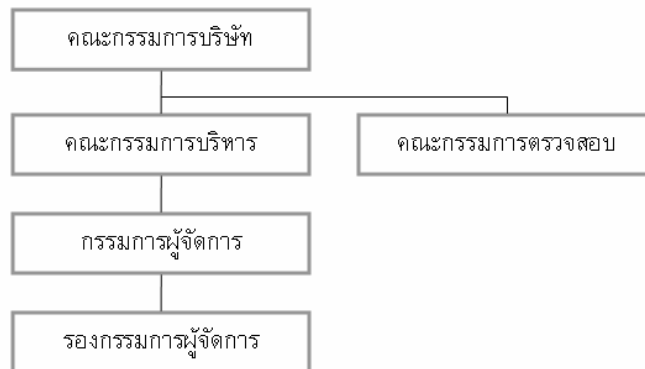 คณะกรรมการบริษัท
คณะกรรมการบริหาร
คณะกรรมการตรวจสอบ
กรรมการผู้จัดการ
รองกรรมการผู้จัดการ